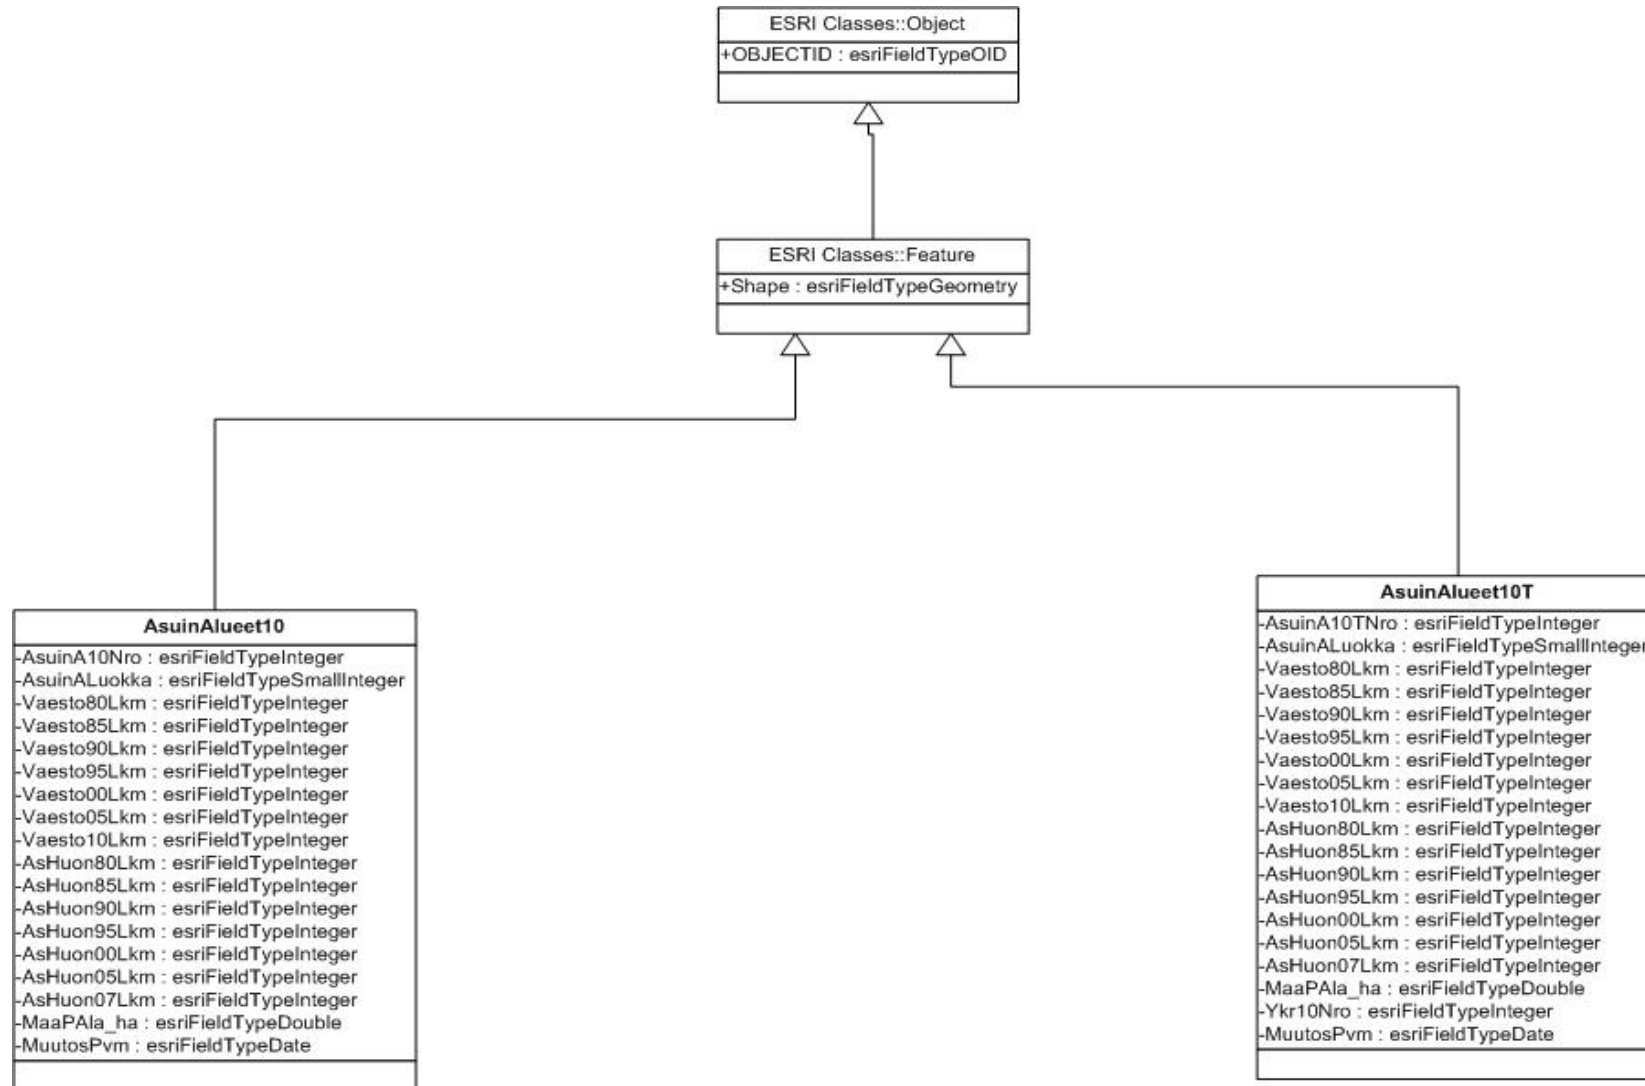 ESRI Classes::Object
+OBJECTID : esriFieldTypeOID
ESRI Classes::Feature
+Shape : esriFieldTypeGeometry
AsuinAlueet10
-AsuinA10Nro : esriFieldTypeInteger
-AsuinALuokka : esriFieldTypeSmallInteger
-Vaesto80Lkm : esriFieldTypeInteger
-Vaesto85Lkm : esriFieldTypeInteger
-Vaesto90Lkm : esriFieldTypeInteger
-Vaesto95Lkm : esriFieldTypeInteger
-Vaesto00Lkm : esriFieldTypeInteger
-Vaesto05Lkm : esriFieldTypeInteger
-Vaesto10Lkm : esriFieldTypeInteger
-AsHuon80Lkm : esriFieldTypeInteger
-AsHuon85Lkm : esriFieldTypeInteger
-AsHuon90Lkm : esriFieldTypeInteger
-AsHuon95Lkm : esriFieldTypeInteger
-AsHuon00Lkm : esriFieldTypeInteger
-AsHuon05Lkm : esriFieldTypeInteger
-AsHuon07Lkm : esriFieldTypeInteger
-MaaPAla_ha : esriFieldTypeDouble
-MuutosPvm : esriFieldTypeDate
AsuinAlueet10T
-AsuinA10TNro : esriFieldTypeInteger
-AsuinALuokka : esriFieldTypeSmallInteger
-Vaesto80Lkm : esriFieldTypeInteger
-Vaesto85Lkm : esriFieldTypeInteger
-Vaesto90Lkm : esriFieldTypeInteger
-Vaesto95Lkm : esriFieldTypeInteger
-Vaesto00Lkm : esriFieldTypeInteger
-Vaesto05Lkm : esriFieldTypeInteger
-Vaesto10Lkm : esriFieldTypeInteger
-AsHuon80Lkm : esriFieldTypeInteger
-AsHuon85Lkm : esriFieldTypeInteger
-AsHuon90Lkm : esriFieldTypeInteger
-AsHuon95Lkm : esriFieldTypeInteger
-AsHuon00Lkm : esriFieldTypeInteger
-AsHuon05Lkm : esriFieldTypeInteger
-AsHuon07Lkm : esriFieldTypeInteger
-MaaPAla_ha : esriFieldTypeDouble
-Ykr10Nro : esriFieldTypeInteger
-MuutosPvm : esriFieldTypeDate